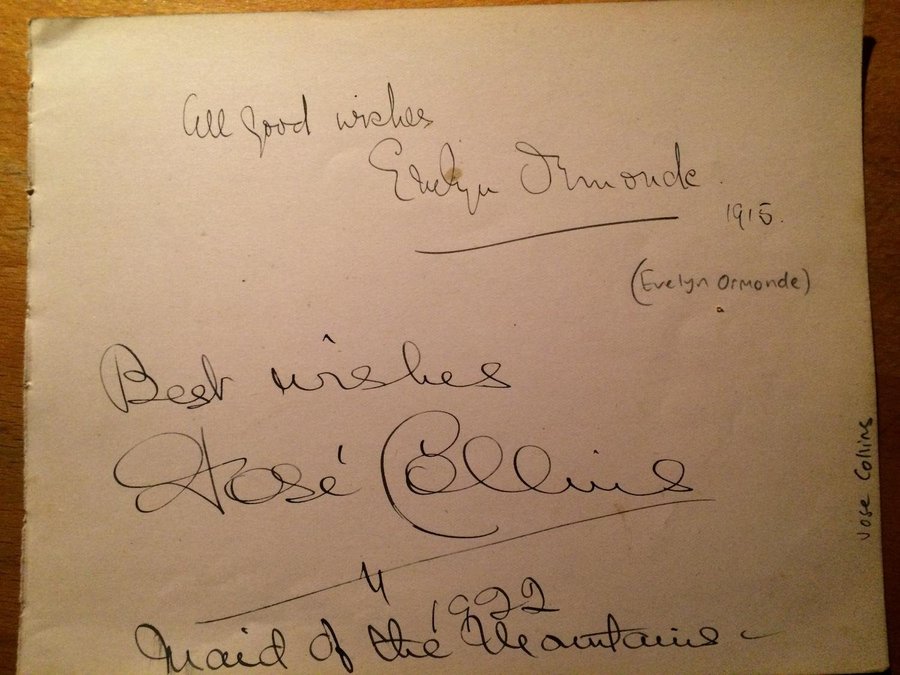 All good wishes
Evelyn Ormonde.
1915.
(Evelyn Ormonde)
Best wishes
José Collins
1922
Maid of the Mountains -
Jose Collins